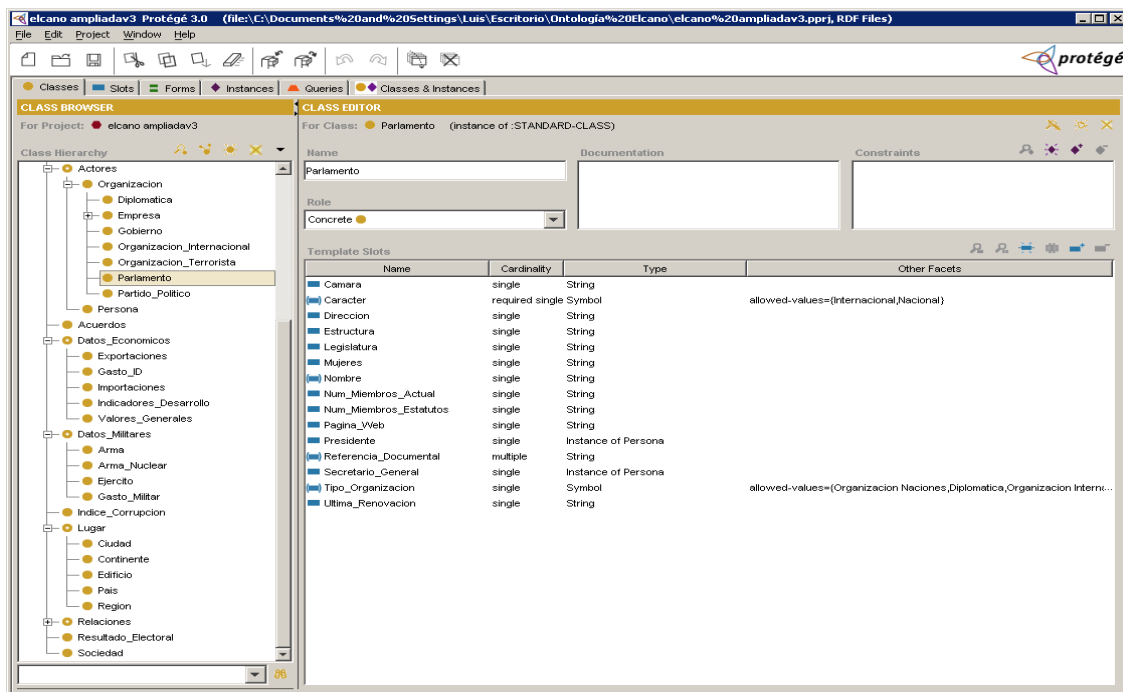 elcano ampliadav3 Protégé 3.0 (file:\C:\Documents%20and%20Settings\Luis\Escritorio\Ontología%20Elcano\elcano%20ampliadav3.pprj, RDF Files)
File Edit Project Window Help
protégé
Classes Slots Forms Instances Queries Classes & Instances
CLASS BROWSER
For Project: elcano ampliadav3
Class Hierarchy
Actores
Organizacion
Diplomatica
Empresa
Gobierno
Organizacion_Internacional
Organizacion_Terrorista
Parlamento
Partido_Politico
Persona
Acuerdos
Datos_Economicos
Exportaciones
Gasto_ID
Importaciones
Indicadores_Desarrollo
Valores_Generales
Datos_Militares
Arma
Arma_Nuclear
Ejercito
Gasto_Militar
Indice_Corrupcion
Lugar
Ciudad
Continente
Edificio
Pais
Region
Relaciones
Resultado_Electoral
Sociedad
CLASS EDITOR
For Class: Parlamento (instance of :STANDARD-CLASS)
Name Documentation Constraints
Parlamento
Role
Concrete
Template Slots
Name Cardinality Type Other Facets
Camara single String
Caracter required single Symbol allowed-values={Internacional,Nacional}
Direccion single String
Estructura single String
Legislatura single String
Mujeres single String
Nombre single String
Num_Miembros_Actual single String
Num_Miembros_Estatutos single String
Pagina_Web single String
Presidente single Instance of Persona
Referencia_Documental multiple String
Secretario_General single Instance of Persona
Tipo_Organizacion single Symbol allowed-values={Organizacion Naciones,Diplomatica,Organizacion Interna...
Ultima_Renovacion single String